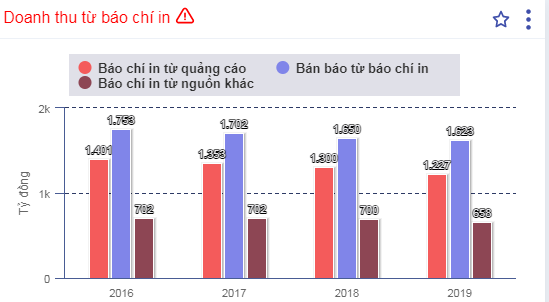 Doanh thu từ báo chí in
Báo chí in từ quảng cáo
Bán báo từ báo chí in
Báo chí in từ nguồn khác
2k
1k
0
Tỷ đồng
1.401
1.753
702
1.353
1.702
702
1.300
1.650
700
1.227
1.623
658
2016
2017
2018
2019